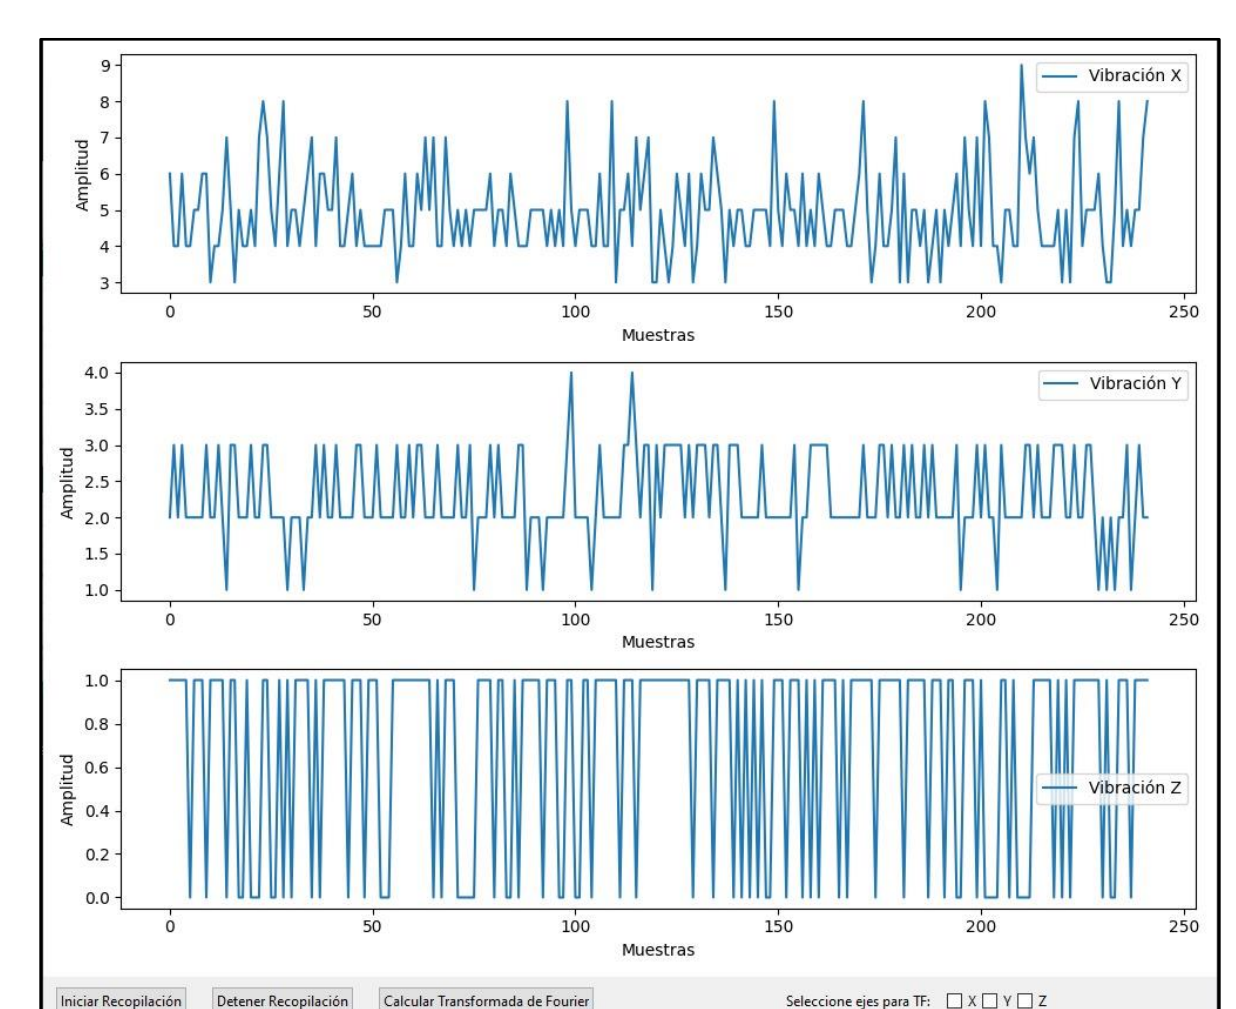 9
8
7
6
5
4
3
Amplitud
Vibración X
0 50 100 150 200 250
Muestras
4.0
3.5
3.0
2.5
2.0
1.5
1.0
Amplitud
Vibración Y
0 50 100 150 200 250
Muestras
1.0
0.8
0.6
0.4
0.2
0.0
Amplitud
Vibración Z
0 50 100 150 200 250
Muestras
Iniciar Recopilación Detener Recopilación Calcular Transformada de Fourier Seleccione ejes para TF: X Y Z